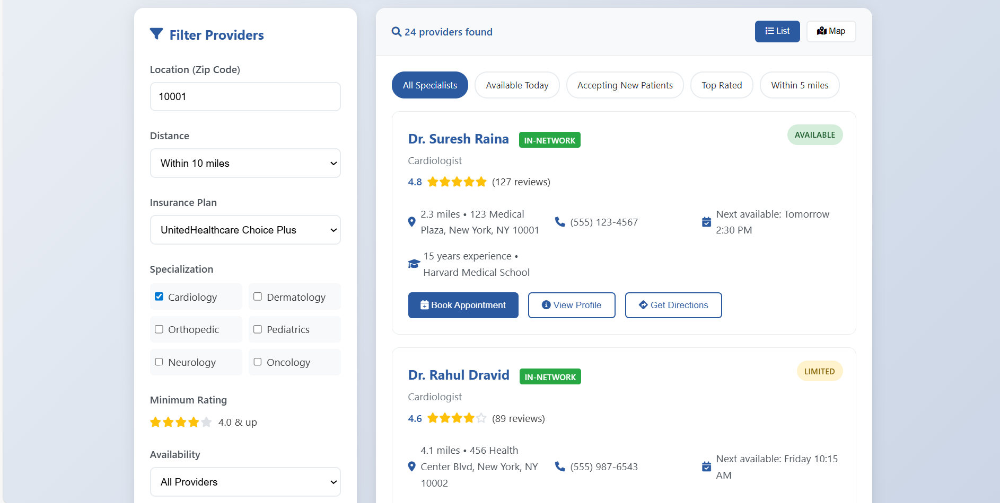 Filter Providers
Location (Zip Code)
10001
Distance
Within 10 miles
Insurance Plan
UnitedHealthcare Choice Plus
Specialization
Cardiology
Dermatology
Orthopedic
Pediatrics
Neurology
Oncology
Minimum Rating
4.0 & up
Availability
All Providers
24 providers found
List
Map
All Specialists
Available Today
Accepting New Patients
Top Rated
Within 5 miles
Dr. Suresh Raina
IN-NETWORK
AVAILABLE
Cardiologist
4.8
(127 reviews)
2.3 miles • 123 Medical
Plaza, New York, NY 10001
(555) 123-4567
Next available: Tomorrow
2:30 PM
15 years experience •
Harvard Medical School
Book Appointment
View Profile
Get Directions
Dr. Rahul Dravid
IN-NETWORK
LIMITED
Cardiologist
4.6
(89 reviews)
4.1 miles • 456 Health
Center Blvd, New York, NY
10002
(555) 987-6543
Next available: Friday 10:15
AM